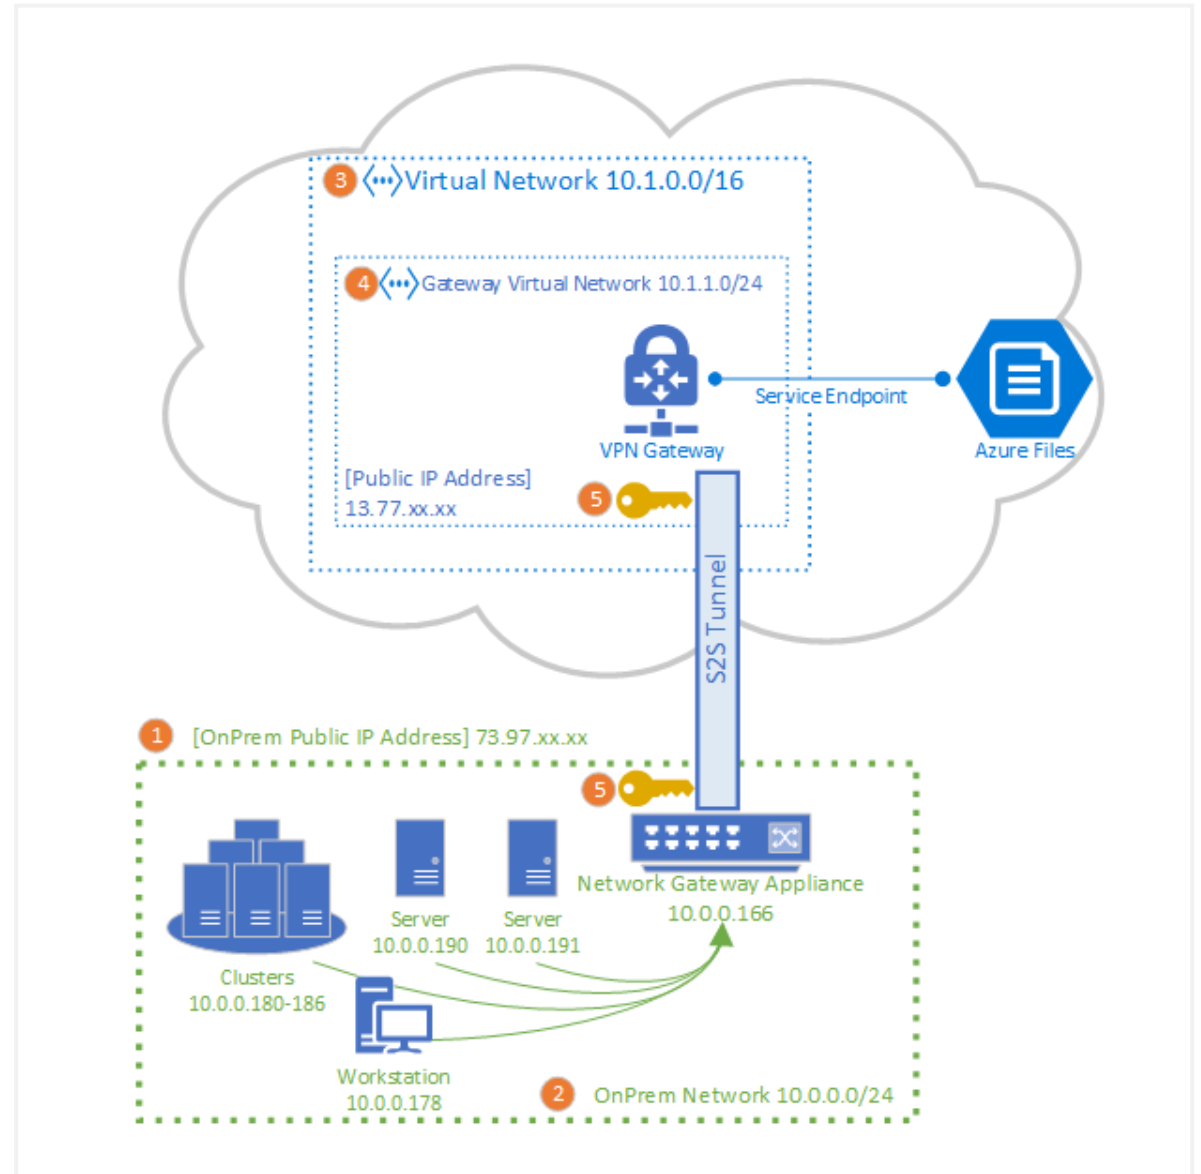 3 Virtual Network 10.1.0.0/16
4 Gateway Virtual Network 10.1.1.0/24
Service Endpoint
VPN Gateway
Azure Files
[Public IP Address]
13.77.xx.xx
5
S2S Tunnel
1 [OnPrem Public IP Address] 73.97.xx.xx
5
Network Gateway Appliance
10.0.0.166
Server
10.0.0.190
Server
10.0.0.191
Clusters
10.0.0.180-186
Workstation
10.0.0.178
2 OnPrem Network 10.0.0.0/24